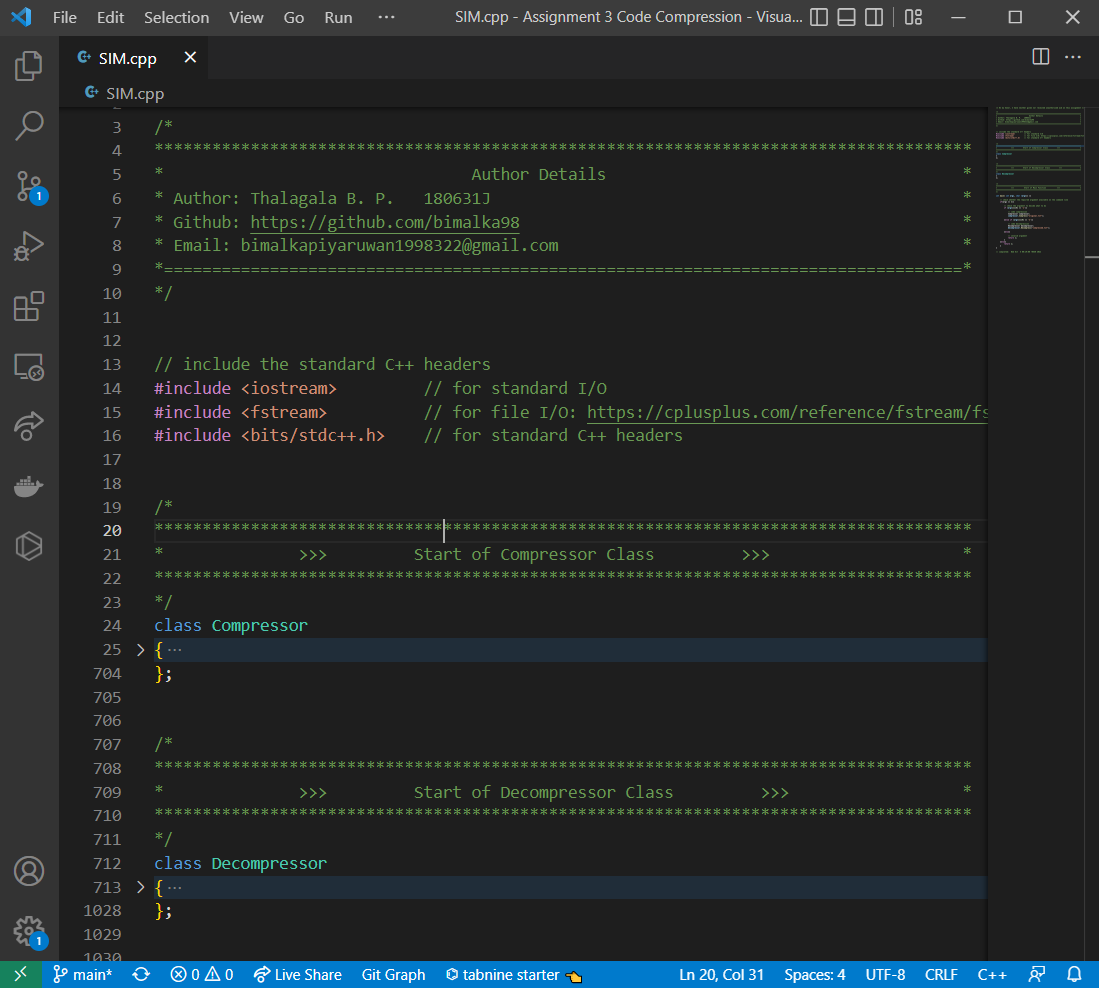 File Edit Selection View Go Run ··· SIM.cpp - Assignment 3 Code Compression - Visua...
SIM.cpp
SIM.cpp
3 /*
4 *************************************************************************************
5 * Author Details *
6 * Author: Thalagala B. P. 180631J *
7 * Github: https://github.com/bimalka98 *
8 * Email: bimalkapiyaruwan1998322@gmail.com *
9 *===================================================================================*
10 */
11
12
13 // include the standard C++ headers
14 #include <iostream> // for standard I/O
15 #include <fstream> // for file I/O: https://cplusplus.com/reference/fstream/fs
16 #include <bits/stdc++.h> // for standard C++ headers
17
18
19 /*
20 *************************************************************************************
21 * >>> Start of Compressor Class >>> *
22 *************************************************************************************
23 */
24 class Compressor
25 { ···
704 };
705
706
707 /*
708 *************************************************************************************
709 * >>> Start of Decompressor Class >>> *
710 *************************************************************************************
711 */
712 class Decompressor
713 { ···
1028 };
1029
1030
1
1
main* 0 0 Live Share Git Graph tabnine starter Ln 20, Col 31 Spaces: 4 UTF-8 CRLF C++